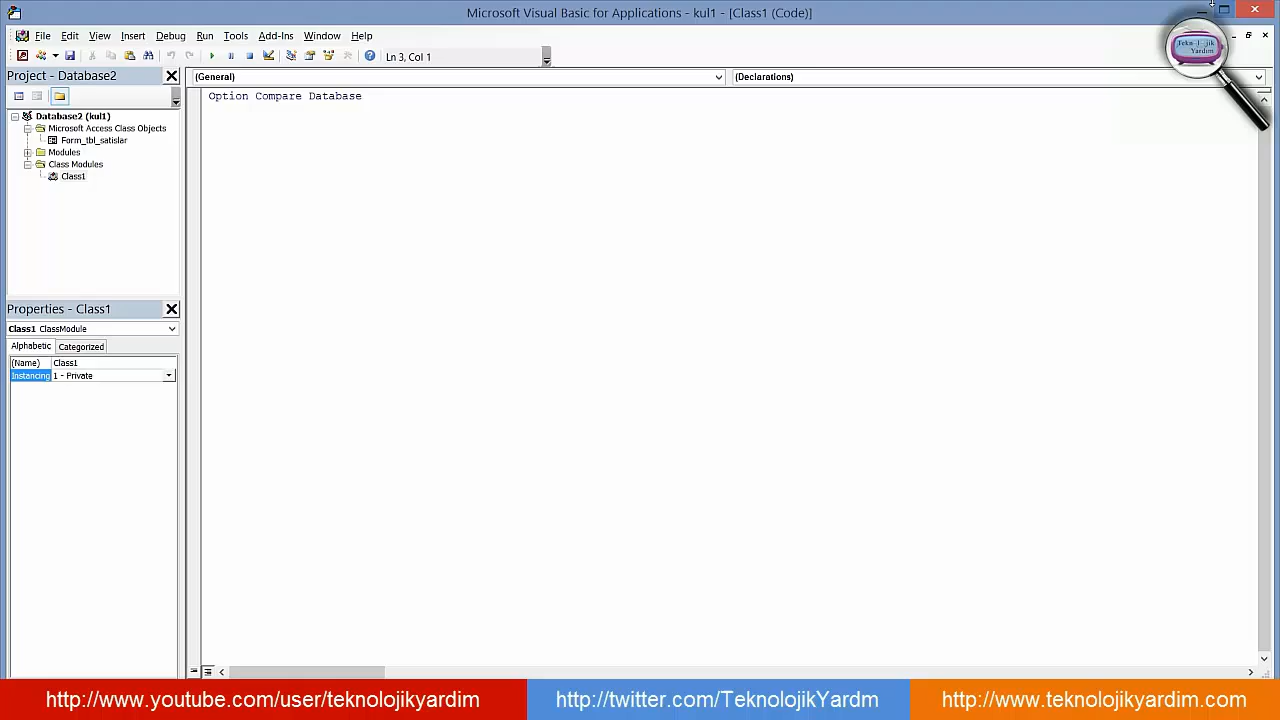 Microsoft Visual Basic for Applications - kul1 - [Class1 (Code)]
File Edit View Insert Debug Run Tools Add-Ins Window Help
Ln 3, Col 1
Project - Database2
(General)
(Declarations)
Option Compare Database
Database2 (kul1)
Microsoft Access Class Objects
Form_tbl_satislar
Modules
Class Modules
Class1
Properties - Class1
Class1 ClassModule
Alphabetic Categorized
(Name) Class1
Instancing 1 - Private
Yardim
http://www.youtube.com/user/teknolojikyardim
http://twitter.com/TeknolojikYardm
http://www.teknolojikyardim.com